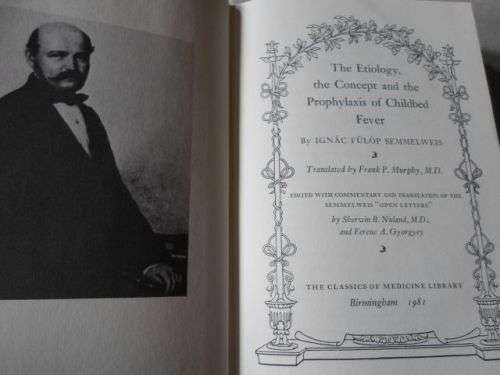 The Etiology,
the Concept and the
Prophylaxis of Childbed
Fever
By IGNÁC FÜLÖP SEMMELWEIS
Translated by Frank P. Murphy, M.D.
EDITED WITH COMMENTARY AND TRANSLATION OF THE
SEMMELWEIS "OPEN LETTERS"
by Sherwin B. Nuland, M.D.,
and Ferenc A. Gyorgyey
THE CLASSICS OF MEDICINE LIBRARY
Birmingham 1981